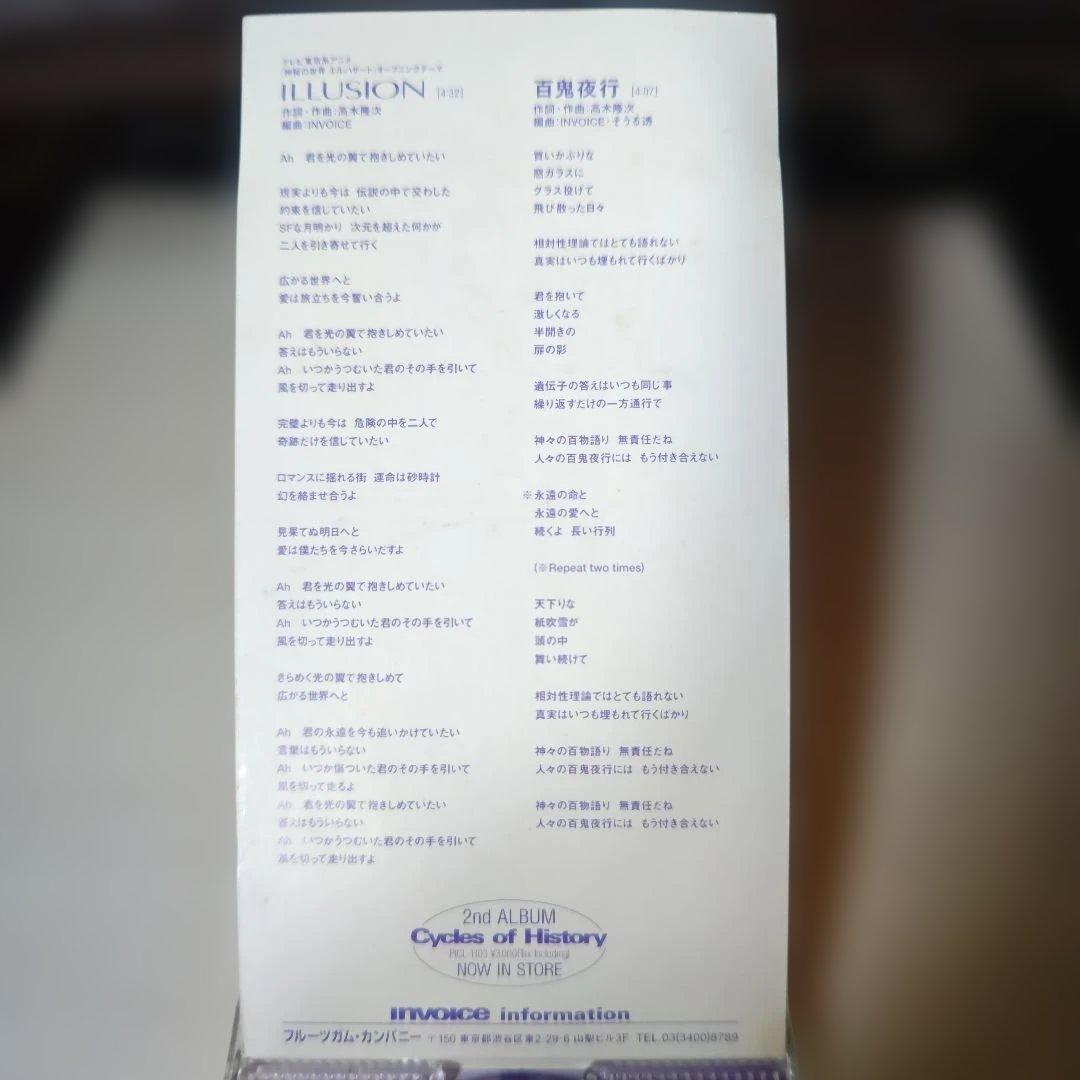 テレビ東京系アニメ
「神秘の世界 エルハザード」オープニングテーマ
ILLUSION [4:32]
作詞・作曲:高木隆次
編曲:INVOICE
Ah 君を光の翼で抱きしめていたい
現実よりも今は 伝説の中で交わした
約束を信じていたい
SFな月明かり 次元を超えた何かが
二人を引き寄せて行く
広がる世界へと
愛は旅立ちを今誓い合うよ
Ah 君を光の翼で抱きしめていたい
答えはもういらない
Ah いつかうつむいた君のその手を引いて
風を切って走り出すよ
完璧よりも今は 危険の中を二人で
奇跡だけを信じていたい
ロマンスに揺れる街 運命は砂時計
幻を絡ませ合うよ
見果てぬ明日へと
愛は僕たちを今さらいだすよ
Ah 君を光の翼で抱きしめていたい
答えはもういらない
Ah いつかうつむいた君のその手を引いて
風を切って走り出すよ
きらめく光の翼で抱きしめて
広がる世界へと
Ah 君の永遠を今も追いかけていたい
言葉はもういらない
Ah いつか傷ついた君のその手を引いて
風を切って走るよ
Ah 君を光の翼で抱きしめていたい
答えはもういらない
Ah いつかうつむいた君のその手を引いて
風を切って走り出すよ
百鬼夜行 [4:07]
作詞・作曲:高木隆次
編曲:INVOICE・そうる透
買いかぶりな
窓ガラスに
グラス投げて
飛び散った日々
相対性理論ではとても語れない
真実はいつも埋もれて行くばかり
君を抱いて
激しくなる
半開きの
扉の影
遺伝子の答えはいつも同じ事
繰り返すだけの一方通行で
神々の百物語り 無責任だね
人々の百鬼夜行には もう付き合えない
※永遠の命と
永遠の愛へと
続くよ 長い行列
(※Repeat two times)
天下りな
紙吹雪が
頭の中
舞い続けて
相対性理論ではとても語れない
真実はいつも埋もれて行くばかり
神々の百物語り 無責任だね
人々の百鬼夜行には もう付き合えない
神々の百物語り 無責任だね
人々の百鬼夜行には もう付き合えない
2nd ALBUM
Cycles of History
PICL-1103 ¥3,000(Tax Including)
NOW IN STORE
INVOICE information
フルーツガム・カンパニー 〒150 東京都渋谷区東2-29-6 山梨ビル3F TEL.03(3400)8789